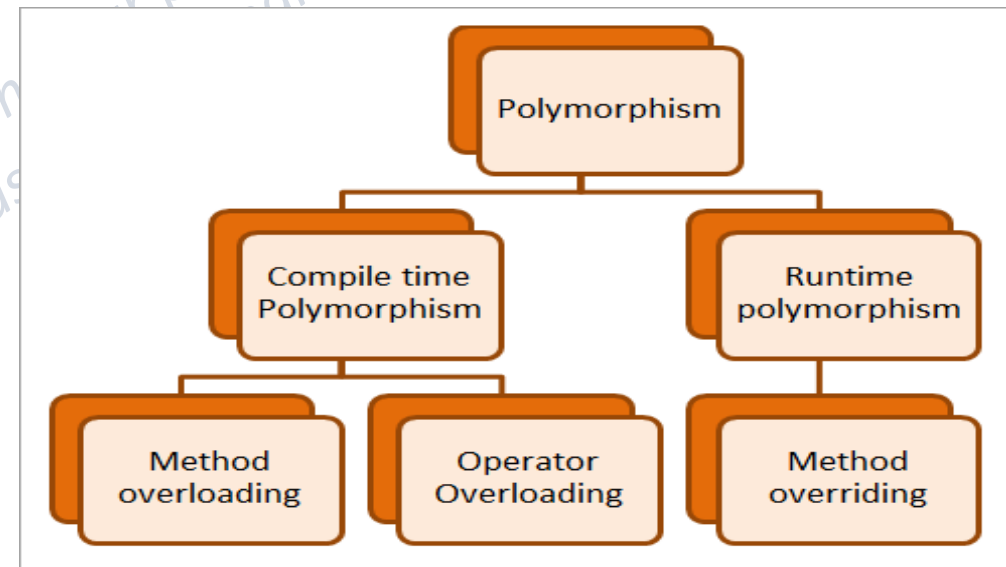 Polymorphism
Compile time
Polymorphism
Runtime
polymorphism
Method
overloading
Operator
Overloading
Method
overriding